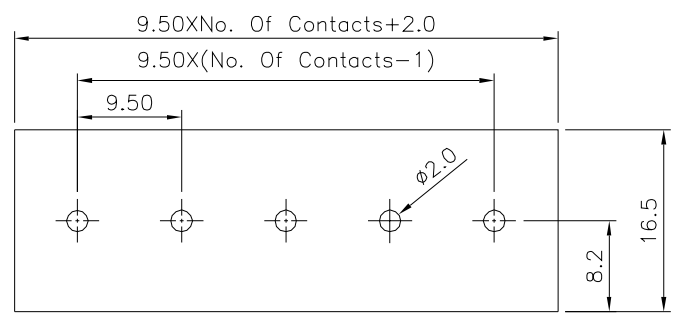 9.50XNo. Of Contacts+2.0
9.50X(No. Of Contacts-1)
9.50
ø2.0
16.5
8.2